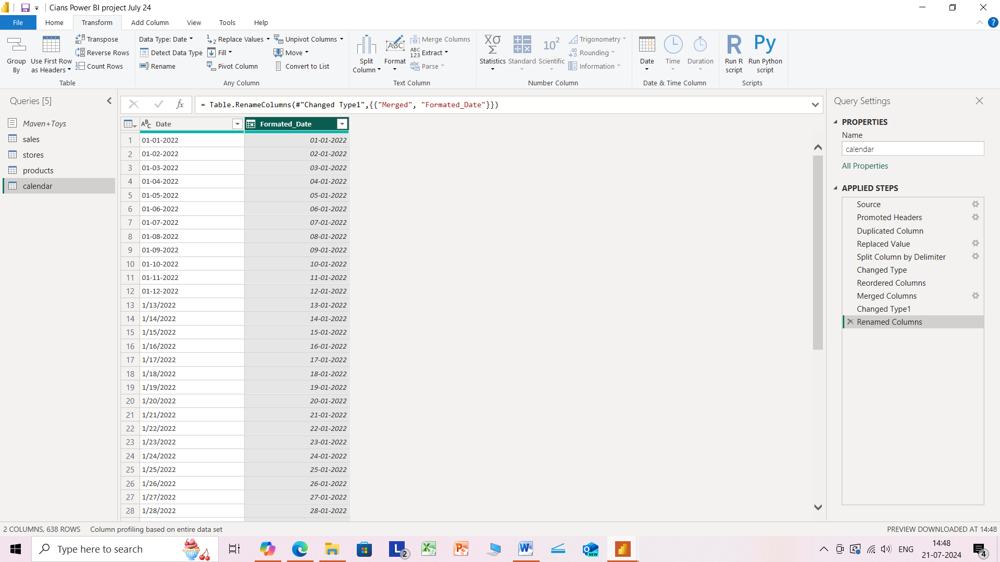 Cians Power BI project July 24
File Home Transform Add Column View Tools Help
Group By
Use First Row as Headers
Transpose
Reverse Rows
Count Rows
Table
Data Type: Date
Detect Data Type
Rename
Replace Values
Fill
Pivot Column
Unpivot Columns
Move
Convert to List
Any Column
Split Column
Format
ABC
Merge Columns
ABC 123 Extract
abc Parse
Text Column
Statistics
Standard
10² Scientific
Trigonometry
Rounding
Information
Number Column
Date
Time
Duration
Date & Time Column
R Run R script
Py Run Python script
Scripts
Queries [5]
Maven+Toys
sales
stores
products
calendar
fx = Table.RenameColumns(#"Changed Type1",{{"Merged", "Formated_Date"}})
ABC Date Formated_Date
1 01-01-2022 01-01-2022
2 01-02-2022 02-01-2022
3 01-03-2022 03-01-2022
4 01-04-2022 04-01-2022
5 01-05-2022 05-01-2022
6 01-06-2022 06-01-2022
7 01-07-2022 07-01-2022
8 01-08-2022 08-01-2022
9 01-09-2022 09-01-2022
10 01-10-2022 10-01-2022
11 01-11-2022 11-01-2022
12 01-12-2022 12-01-2022
13 1/13/2022 13-01-2022
14 1/14/2022 14-01-2022
15 1/15/2022 15-01-2022
16 1/16/2022 16-01-2022
17 1/17/2022 17-01-2022
18 1/18/2022 18-01-2022
19 1/19/2022 19-01-2022
20 1/20/2022 20-01-2022
21 1/21/2022 21-01-2022
22 1/22/2022 22-01-2022
23 1/23/2022 23-01-2022
24 1/24/2022 24-01-2022
25 1/25/2022 25-01-2022
26 1/26/2022 26-01-2022
27 1/27/2022 27-01-2022
28 1/28/2022 28-01-2022
Query Settings
PROPERTIES
Name
calendar
All Properties
APPLIED STEPS
Source
Promoted Headers
Duplicated Column
Replaced Value
Split Column by Delimiter
Changed Type
Reordered Columns
Merged Columns
Changed Type1
Renamed Columns
2 COLUMNS, 638 ROWS Column profiling based on entire data set PREVIEW DOWNLOADED AT 14:48
Type here to search
L 2
NEW
ENG
14:48
21-07-2024
4